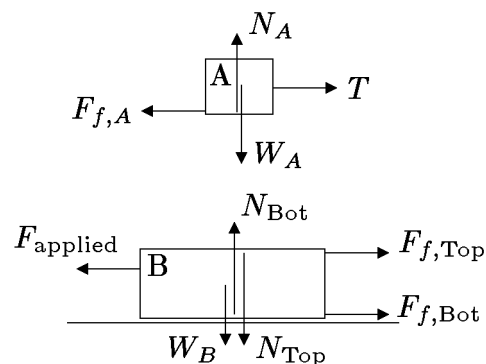 N_A
A
T
F_{f,A}
W_A
N_{Bot}
F_{applied}
B
F_{f,Top}
F_{f,Bot}
W_B
N_{Top}